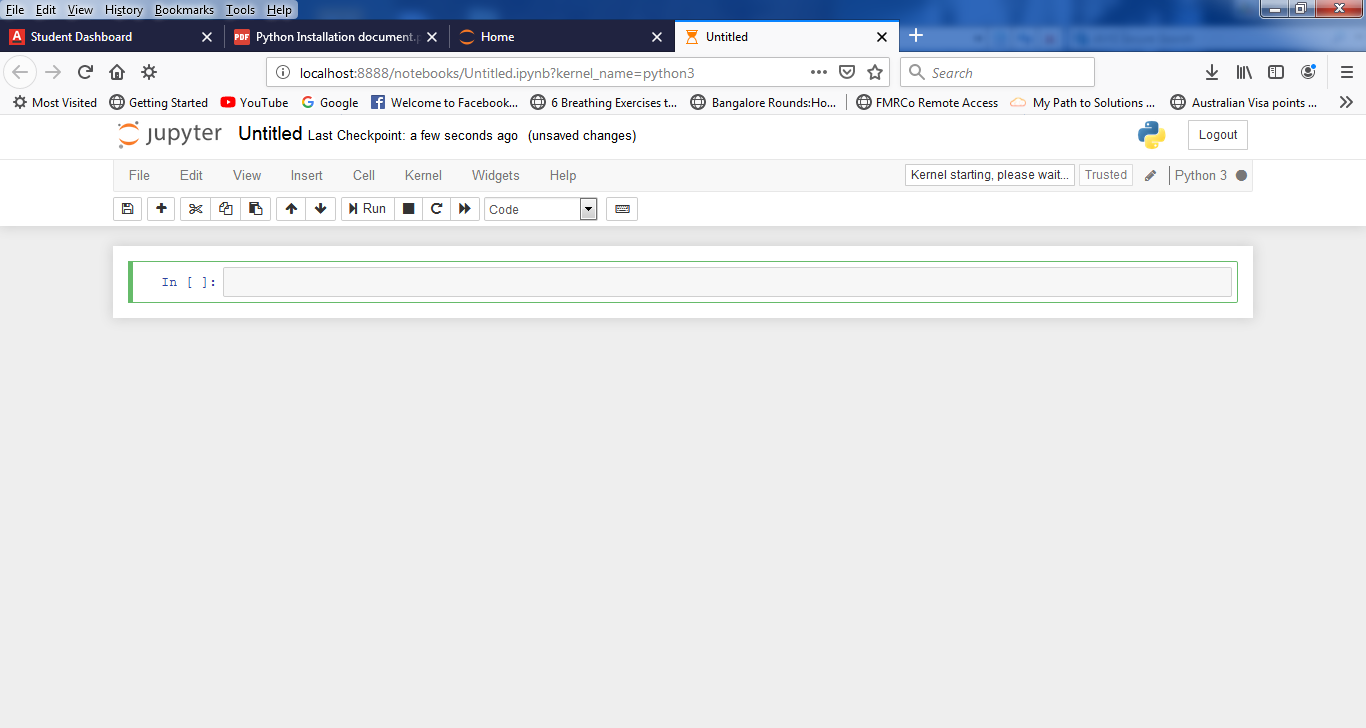 File Edit View History Bookmarks Tools Help
Student Dashboard Python Installation document. Home Untitled
localhost:8888/notebooks/Untitled.ipynb?kernel_name=python3 Search
Most Visited Getting Started YouTube Google Welcome to Facebook... 6 Breathing Exercises t... Bangalore Rounds:Ho... FMRCo Remote Access My Path to Solutions ... Australian Visa points ...
jupyter Untitled Last Checkpoint: a few seconds ago (unsaved changes) Logout
File Edit View Insert Cell Kernel Widgets Help Kernel starting, please wait... Trusted Python 3
Run Code
In [ ]: